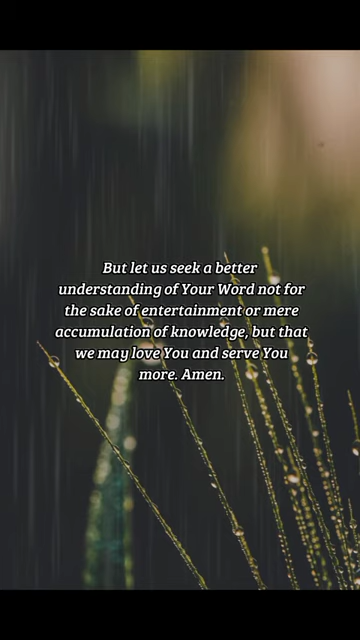 But let us seek a better
understanding of Your Word not for
the sake of entertainment or mere
accumulation of knowledge, but that
we may love You and serve You
more. Amen.